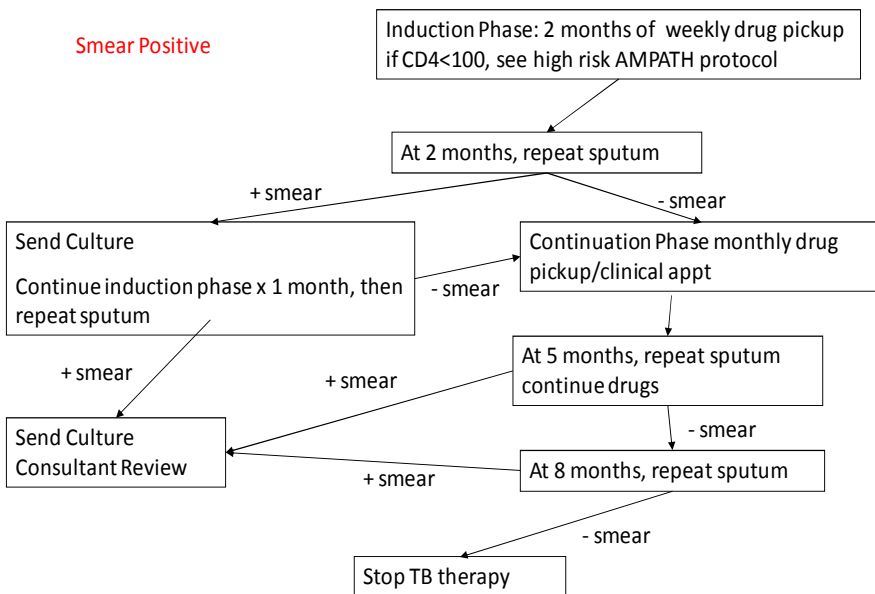 Smear Positive
Induction Phase: 2 months of weekly drug pickup
if CD4<100, see high risk AMPATH protocol
At 2 months, repeat sputum
+ smear
- smear
Send Culture
Continue induction phase x 1 month, then
repeat sputum
- smear
Continuation Phase monthly drug
pickup/clinical appt
+ smear
+ smear
At 5 months, repeat sputum
continue drugs
- smear
Send Culture
Consultant Review
+ smear
At 8 months, repeat sputum
- smear
Stop TB therapy